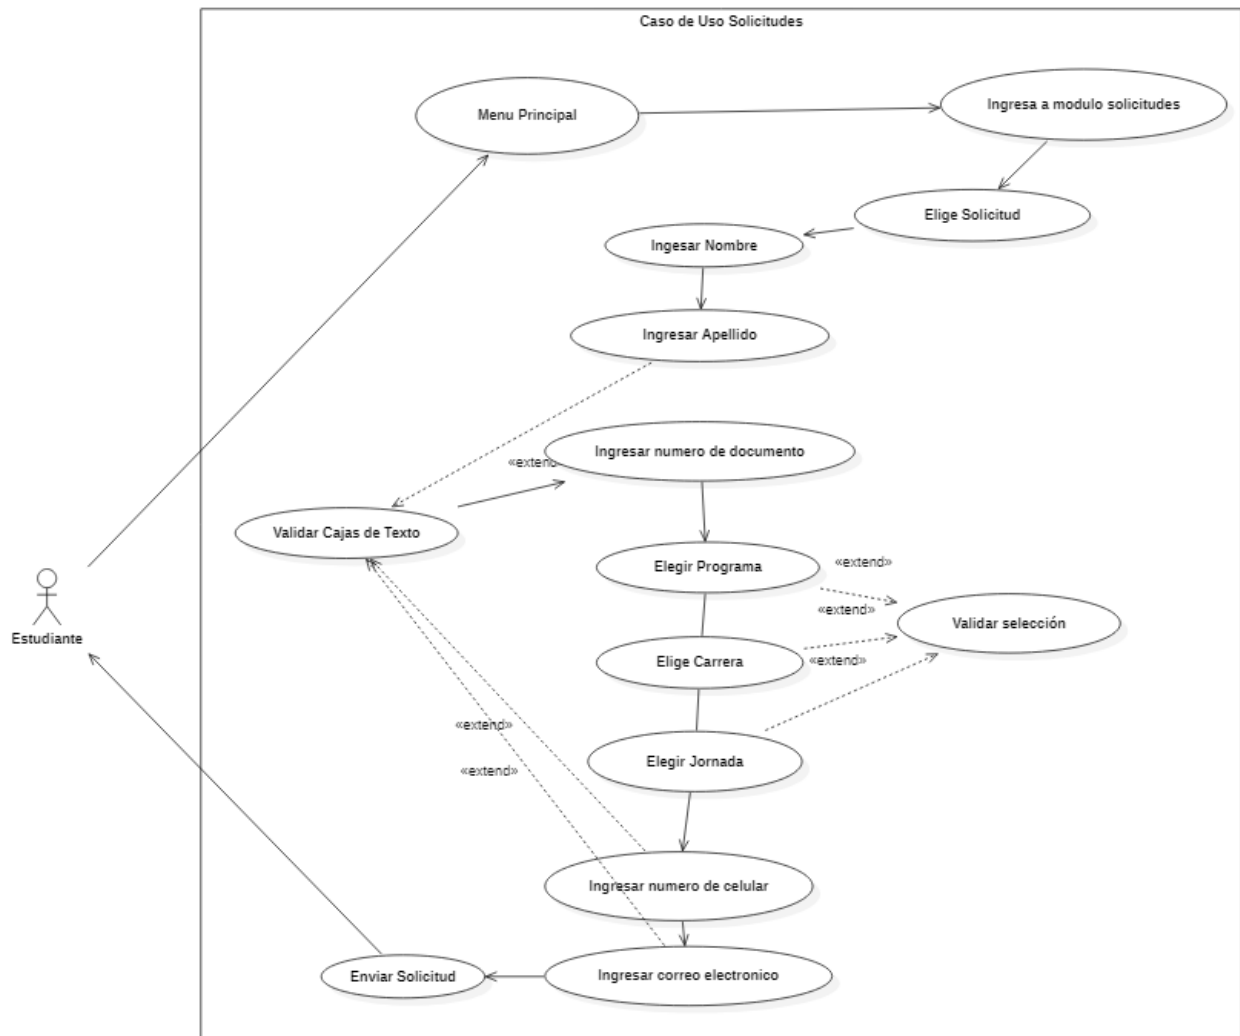 Caso de Uso Solicitudes
Menu Principal
Ingresa a modulo solicitudes
Elige Solicitud
Ingesar Nombre
Ingresar Apellido
Ingresar numero de documento
«extend
Validar Cajas de Texto
Elegir Programa
«extend»
«extend»
Validar selección
Estudiante
Elige Carrera
«extend»
«extend»
Elegir Jornada
«extend»
Ingresar numero de celular
Ingresar correo electronico
Enviar Solicitud